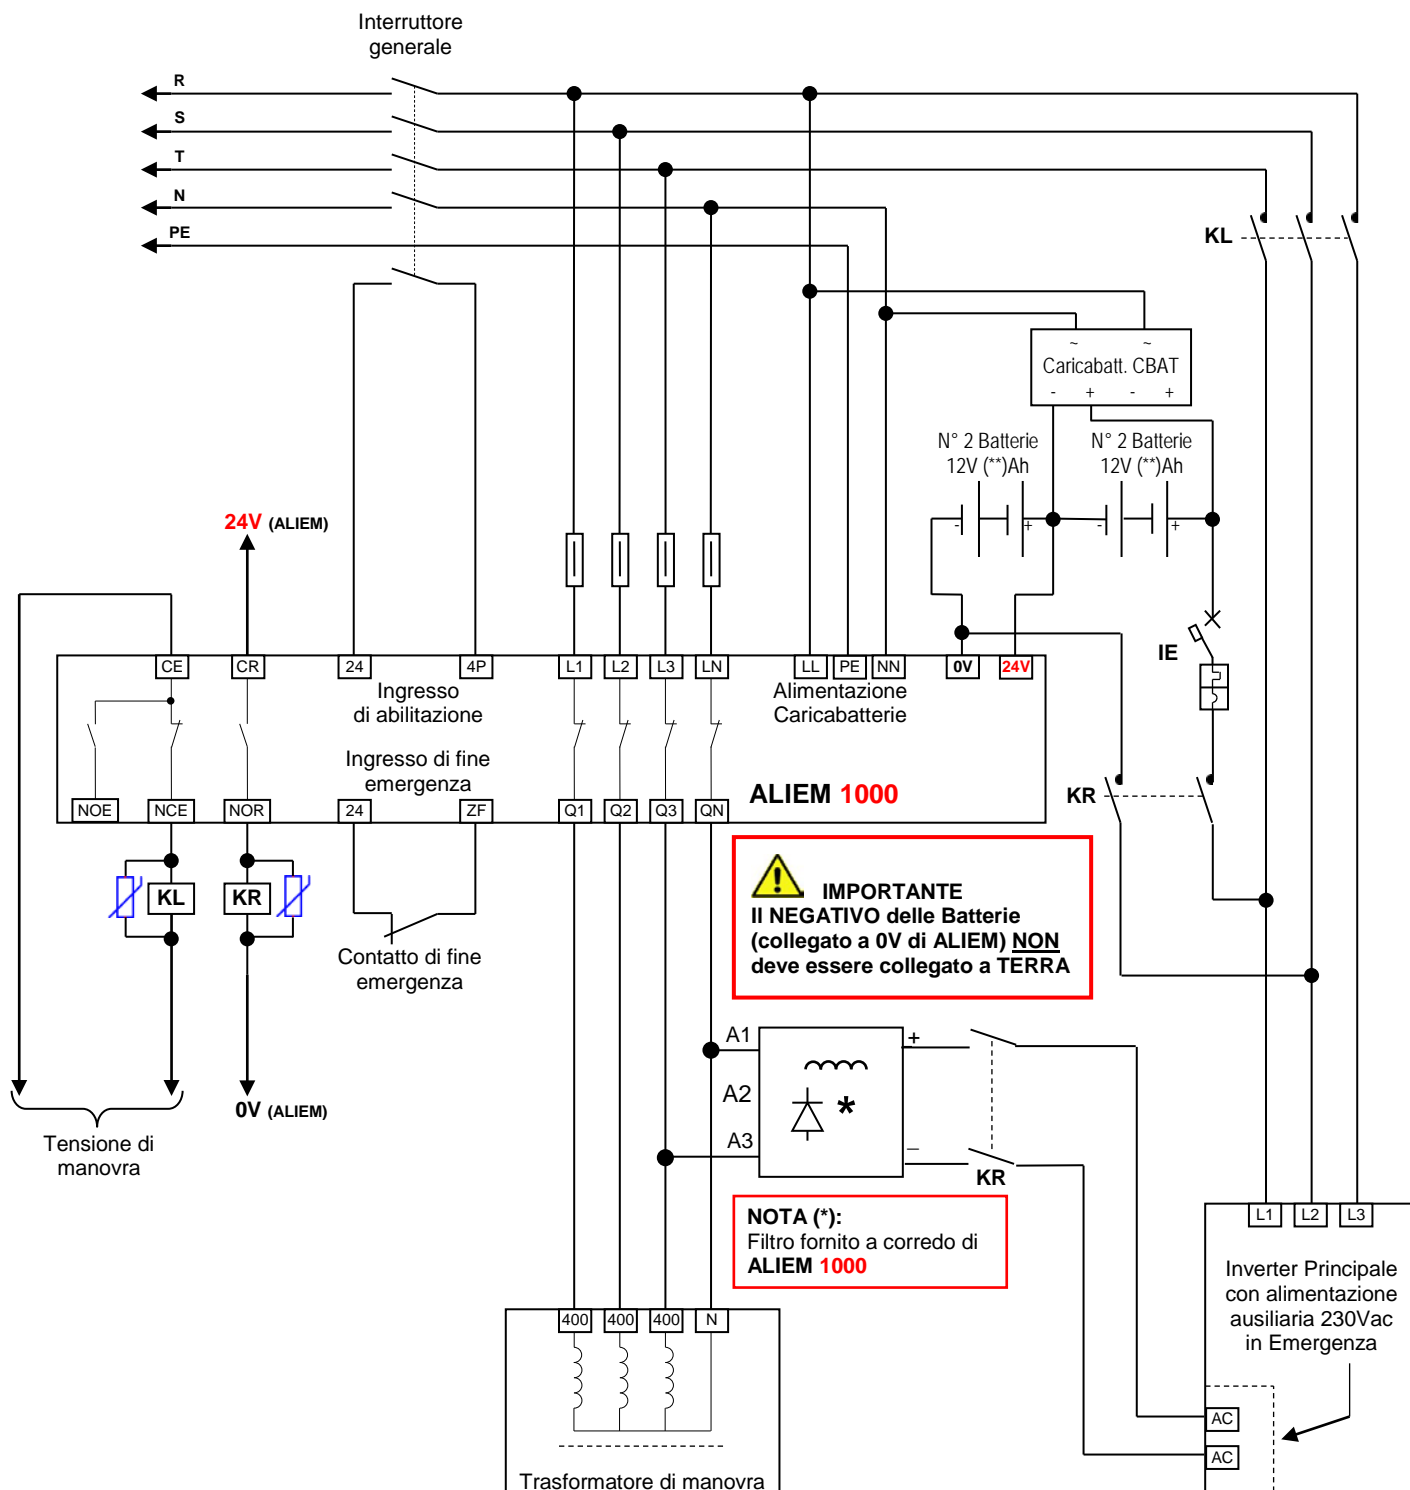 Interruttore
generale
R
S
T
N
PE
KL
~ ~
Caricabatt. CBAT
- + - +
N° 2 Batterie
12V (**)Ah
N° 2 Batterie
12V (**)Ah
- + - +
24V (ALIEM)
IE
CE CR 24 4P L1 L2 L3 LN LL PE NN 0V 24V
Ingresso
di abilitazione
Alimentazione
Caricabatterie
Ingresso di fine
emergenza
ALIEM 1000
KR
NOE NCE NOR 24 ZF Q1 Q2 Q3 QN
KL KR
Contatto di fine
emergenza
IMPORTANTE
Il NEGATIVO delle Batterie
(collegato a 0V di ALIEM) NON
deve essere collegato a TERRA
A1
A2
A3
+
*
–
KR
0V (ALIEM)
Tensione di
manovra
NOTA (*):
Filtro fornito a corredo di
ALIEM 1000
L1 L2 L3
Inverter Principale
con alimentazione
ausiliaria 230Vac
in Emergenza
400 400 400 N
AC
AC
Trasformatore di manovra